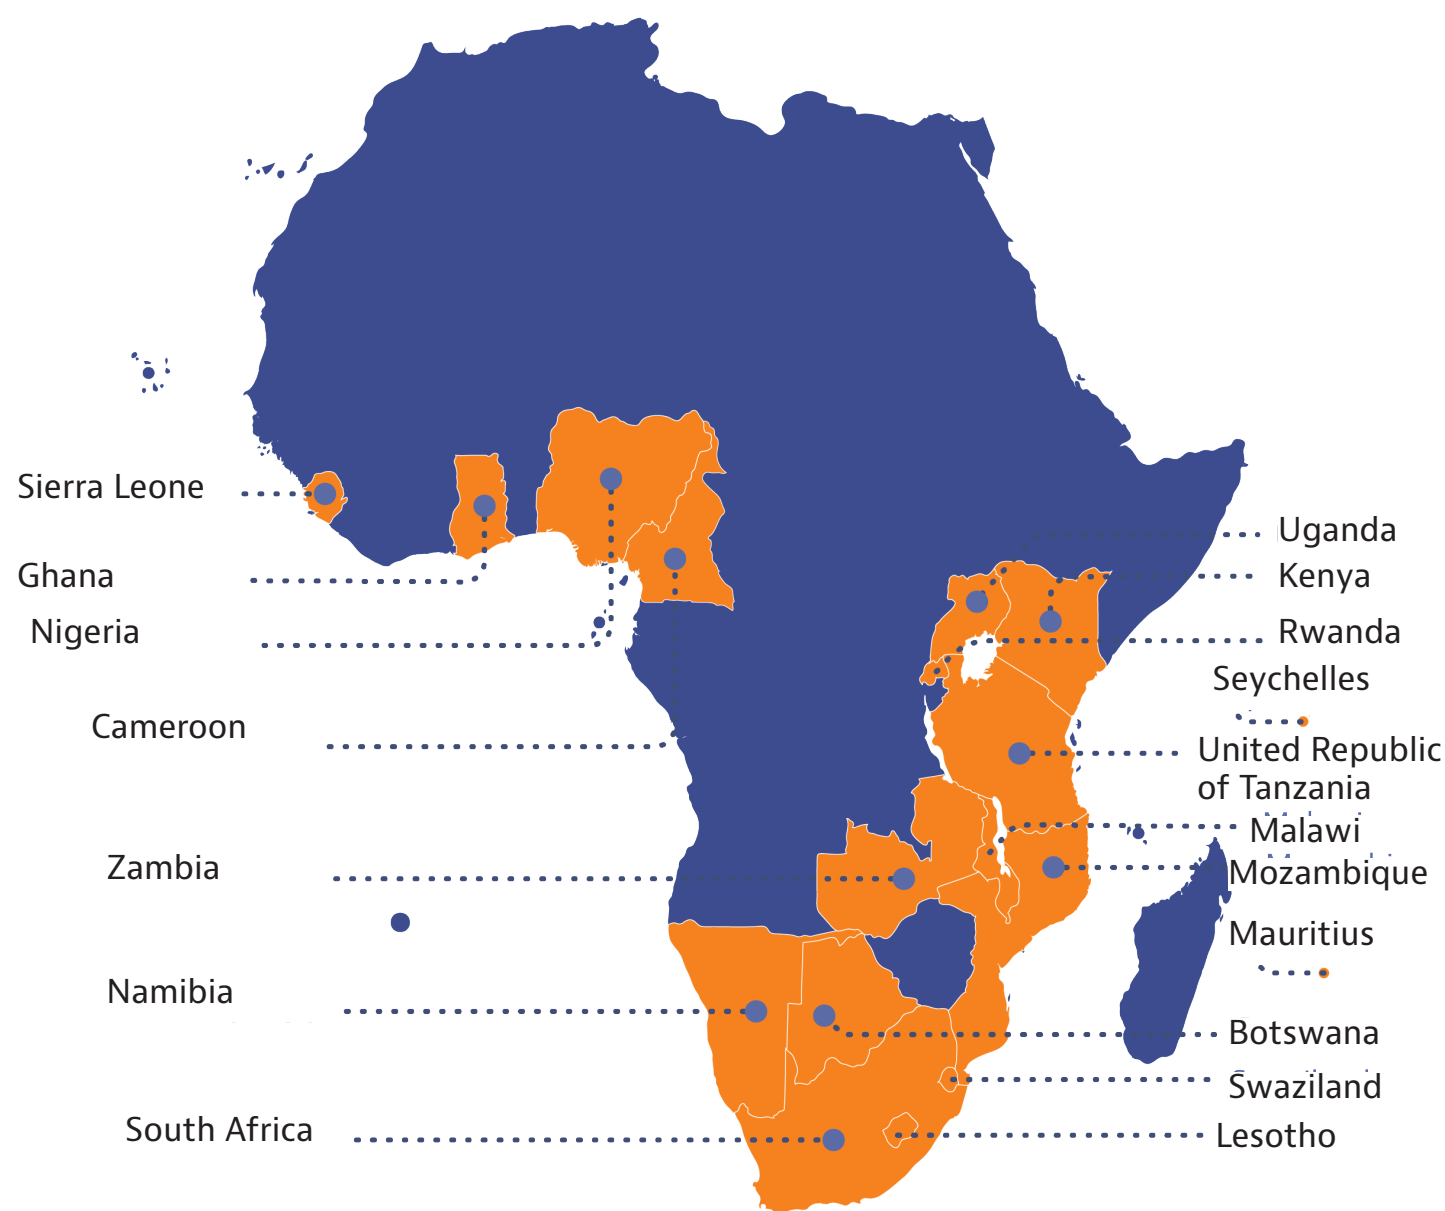 Sierra Leone
Ghana
Nigeria
Cameroon
Zambia
Namibia
South Africa
Uganda
Kenya
Rwanda
Seychelles
United Republic
of Tanzania
Malawi
Mozambique
Mauritius
Botswana
Swaziland
Lesotho